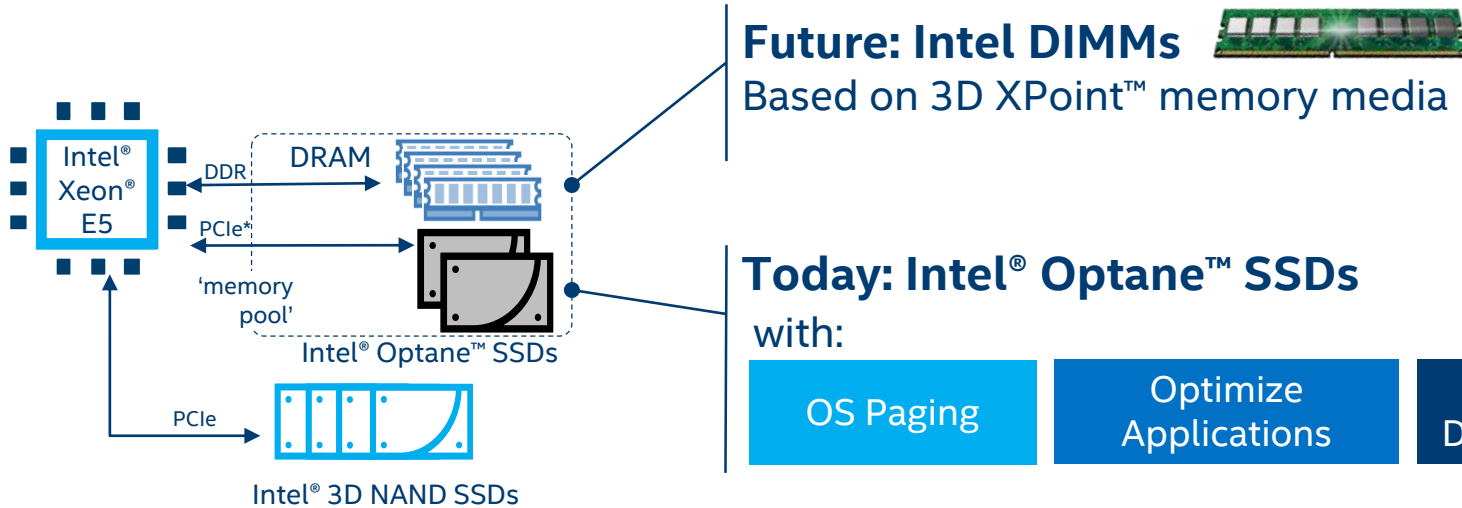 Future: Intel DIMMs
Based on 3D XPoint™ memory media
Intel®
Xeon®
E5
DDR
DRAM
PCIe*
‘memory
pool’
Intel® Optane™ SSDs
PCIe
Intel® 3D NAND SSDs
Today: Intel® Optane™ SSDs
with:
OS Paging
Optimize
Applications